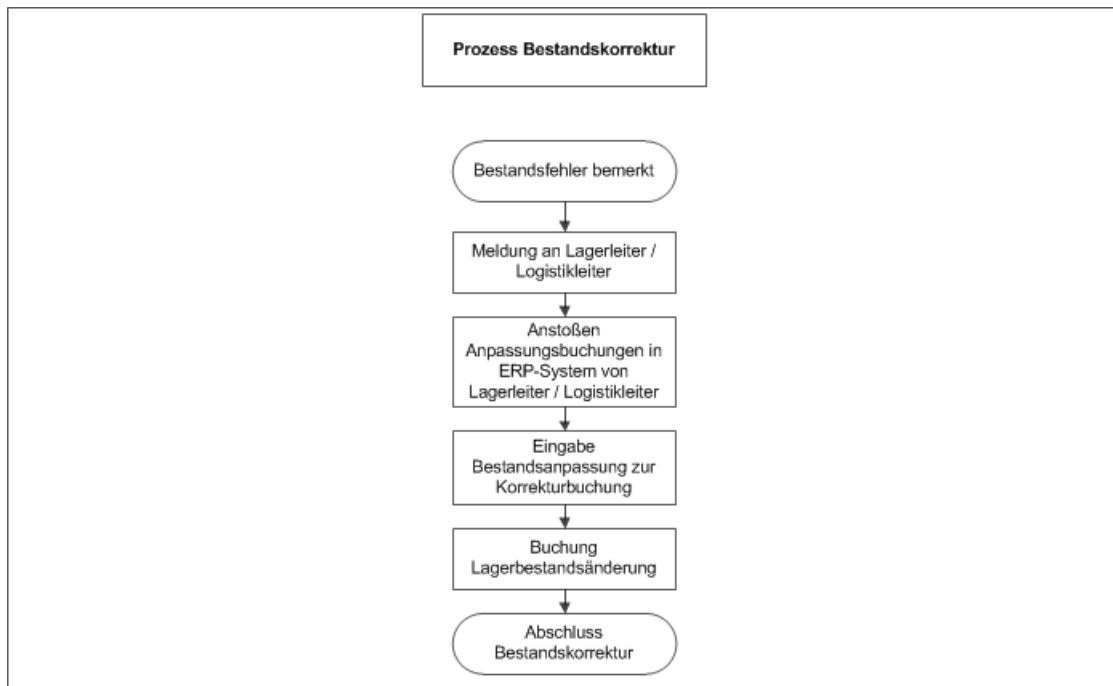 Prozess Bestandskorrektur
Bestandsfehler bemerkt
Meldung an Lagerleiter /
Logistikleiter
Anstoßen
Anpassungsbuchungen in
ERP-System von
Lagerleiter / Logistikleiter
Eingabe
Bestandsanpassung zur
Korrekturbuchung
Buchung
Lagerbestandsänderung
Abschluss
Bestandskorrektur